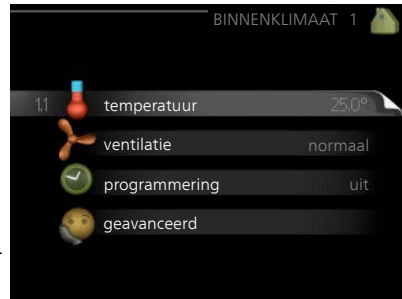 BINNENKLIMAAT 1
1.1 temperatuur 25.0°
ventilatie normaal
programmering uit
geavanceerd